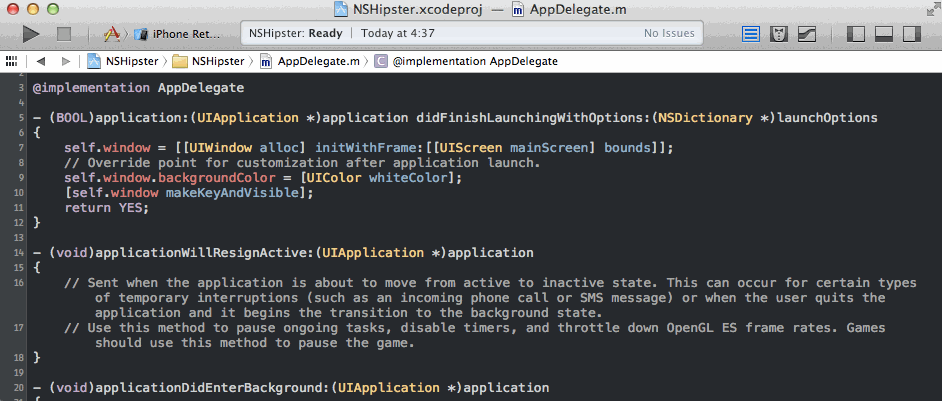 NSHipster.xcodeproj — AppDelegate.m
iPhone Ret...
NSHipster: Ready | Today at 4:37
No Issues
NSHipster NSHipster AppDelegate.m C @implementation AppDelegate
3 @implementation AppDelegate
4
5 - (BOOL)application:(UIApplication *)application didFinishLaunchingWithOptions:(NSDictionary *)launchOptions
6 {
7 self.window = [[UIWindow alloc] initWithFrame:[[UIScreen mainScreen] bounds]];
8 // Override point for customization after application launch.
9 self.window.backgroundColor = [UIColor whiteColor];
10 [self.window makeKeyAndVisible];
11 return YES;
12 }
13
14 - (void)applicationWillResignActive:(UIApplication *)application
15 {
16 // Sent when the application is about to move from active to inactive state. This can occur for certain types
of temporary interruptions (such as an incoming phone call or SMS message) or when the user quits the
application and it begins the transition to the background state.
17 // Use this method to pause ongoing tasks, disable timers, and throttle down OpenGL ES frame rates. Games
should use this method to pause the game.
18 }
19
20 - (void)applicationDidEnterBackground:(UIApplication *)application